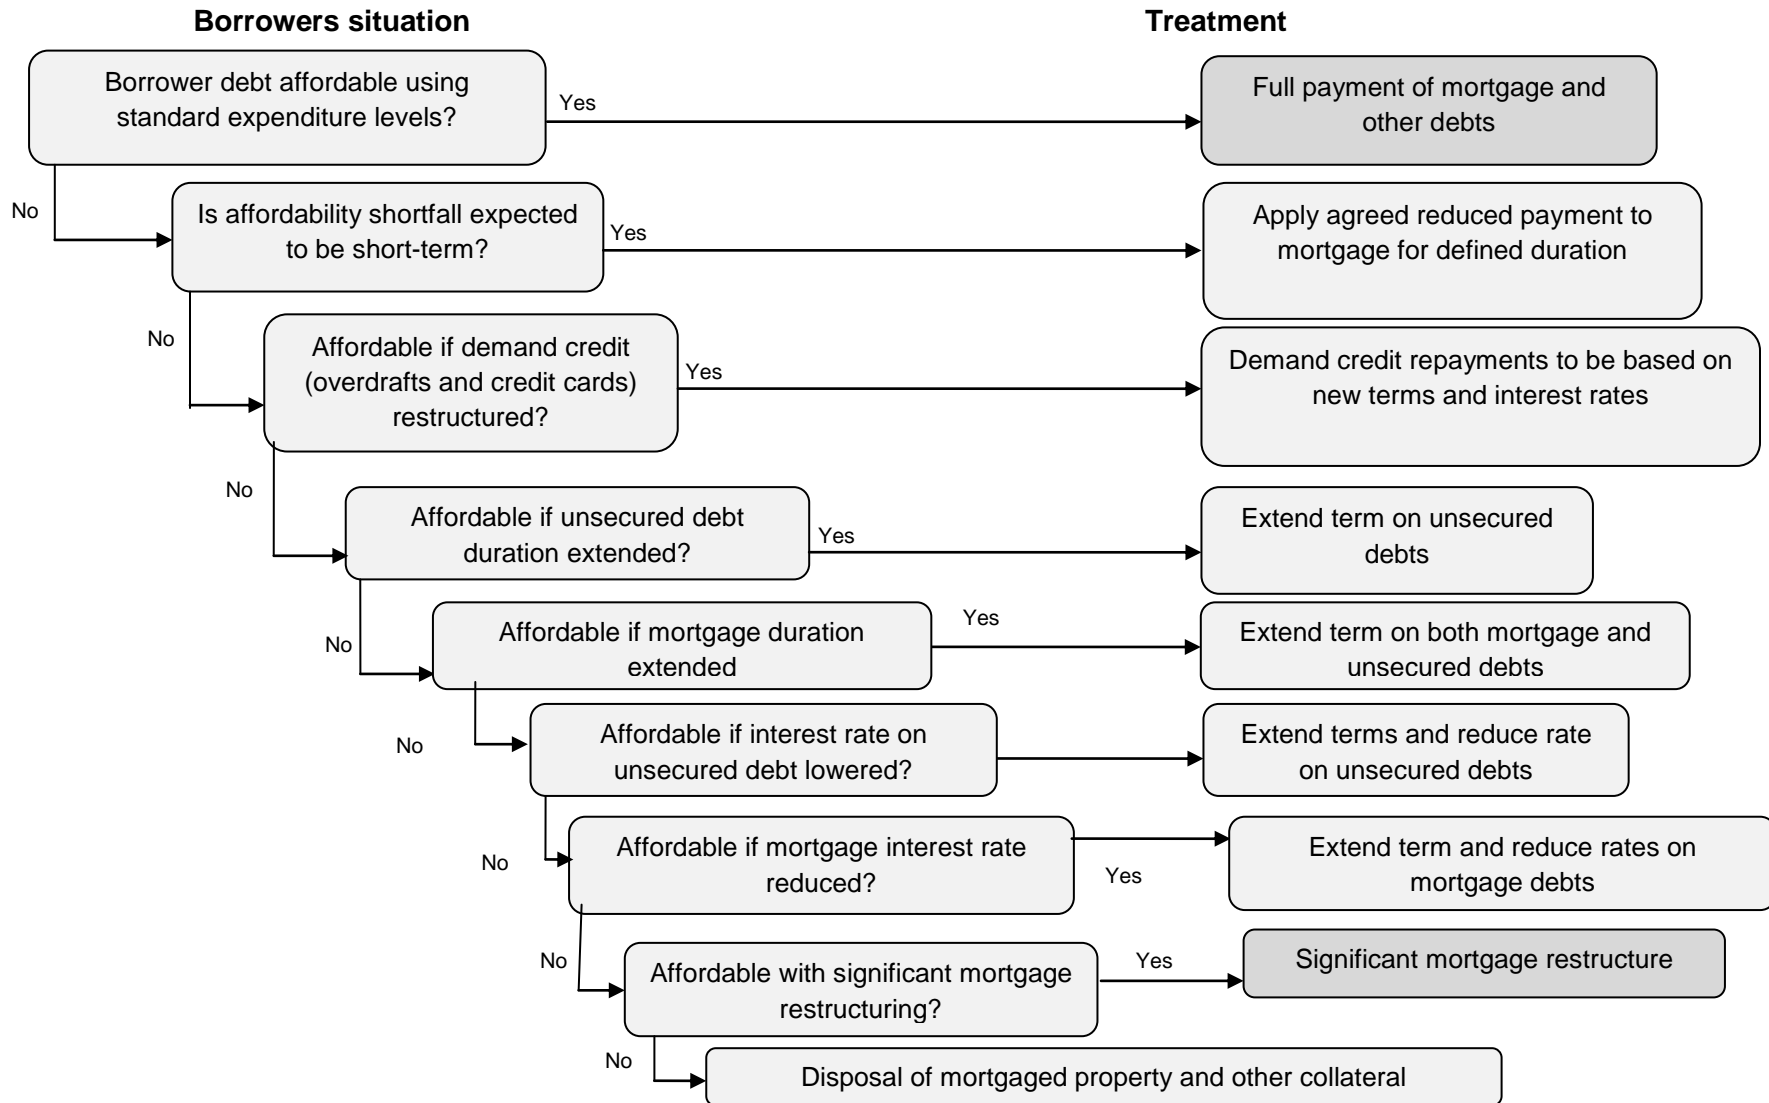 Borrowers situation
Treatment
Borrower debt affordable using
standard expenditure levels?
Yes
Full payment of mortgage and
other debts
No
Is affordability shortfall expected
to be short-term?
Yes
Apply agreed reduced payment to
mortgage for defined duration
No
Affordable if demand credit
(overdrafts and credit cards)
restructured?
Yes
Demand credit repayments to be based on
new terms and interest rates
No
Affordable if unsecured debt
duration extended?
Yes
Extend term on unsecured
debts
No
Affordable if mortgage duration
extended
Yes
Extend term on both mortgage and
unsecured debts
No
Affordable if interest rate on
unsecured debt lowered?
Extend terms and reduce rate
on unsecured debts
No
Affordable if mortgage interest rate
reduced?
Yes
Extend term and reduce rates on
mortgage debts
No
Affordable with significant mortgage
restructuring?
Yes
Significant mortgage restructure
No
Disposal of mortgaged property and other collateral